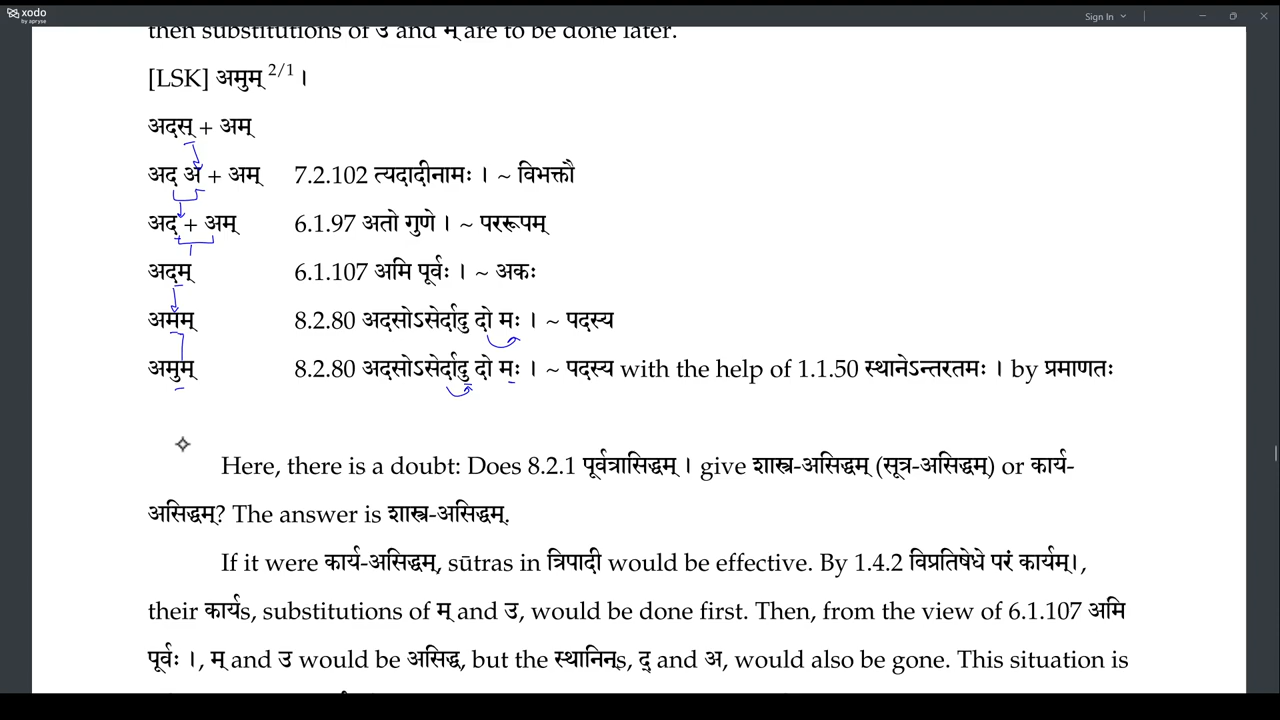 xodo
by apryse
Sign In
then substitutions of उ and म् are to be done later.
[LSK] अमुम् 2/1 ।
अदस् + अम्
अद अ + अम् 7.2.102 त्यदादीनामः । ~ विभक्तौ
अद + अम् 6.1.97 अतो गुणे । ~ पररूपम्
अदम् 6.1.107 अमि पूर्वः । ~ अकः
अमम् 8.2.80 अदसोऽसेर्दादु दो मः । ~ पदस्य
अमुम् 8.2.80 अदसोऽसेर्दादु दो मः । ~ पदस्य with the help of 1.1.50 स्थानेऽन्तरतमः । by प्रमाणतः
Here, there is a doubt: Does 8.2.1 पूर्वत्रासिद्धम् । give शास्त्र-असिद्धम् (सूत्र-असिद्धम्) or कार्य-
असिद्धम्? The answer is शास्त्र-असिद्धम्.
If it were कार्य-असिद्धम्, sūtras in त्रिपादी would be effective. By 1.4.2 विप्रतिषेधे परं कार्यम्।,
their कार्यs, substitutions of म् and उ, would be done first. Then, from the view of 6.1.107 अमि
पूर्वः ।, म् and उ would be असिद्ध, but the स्थानिन्s, द् and अ, would also be gone. This situation is